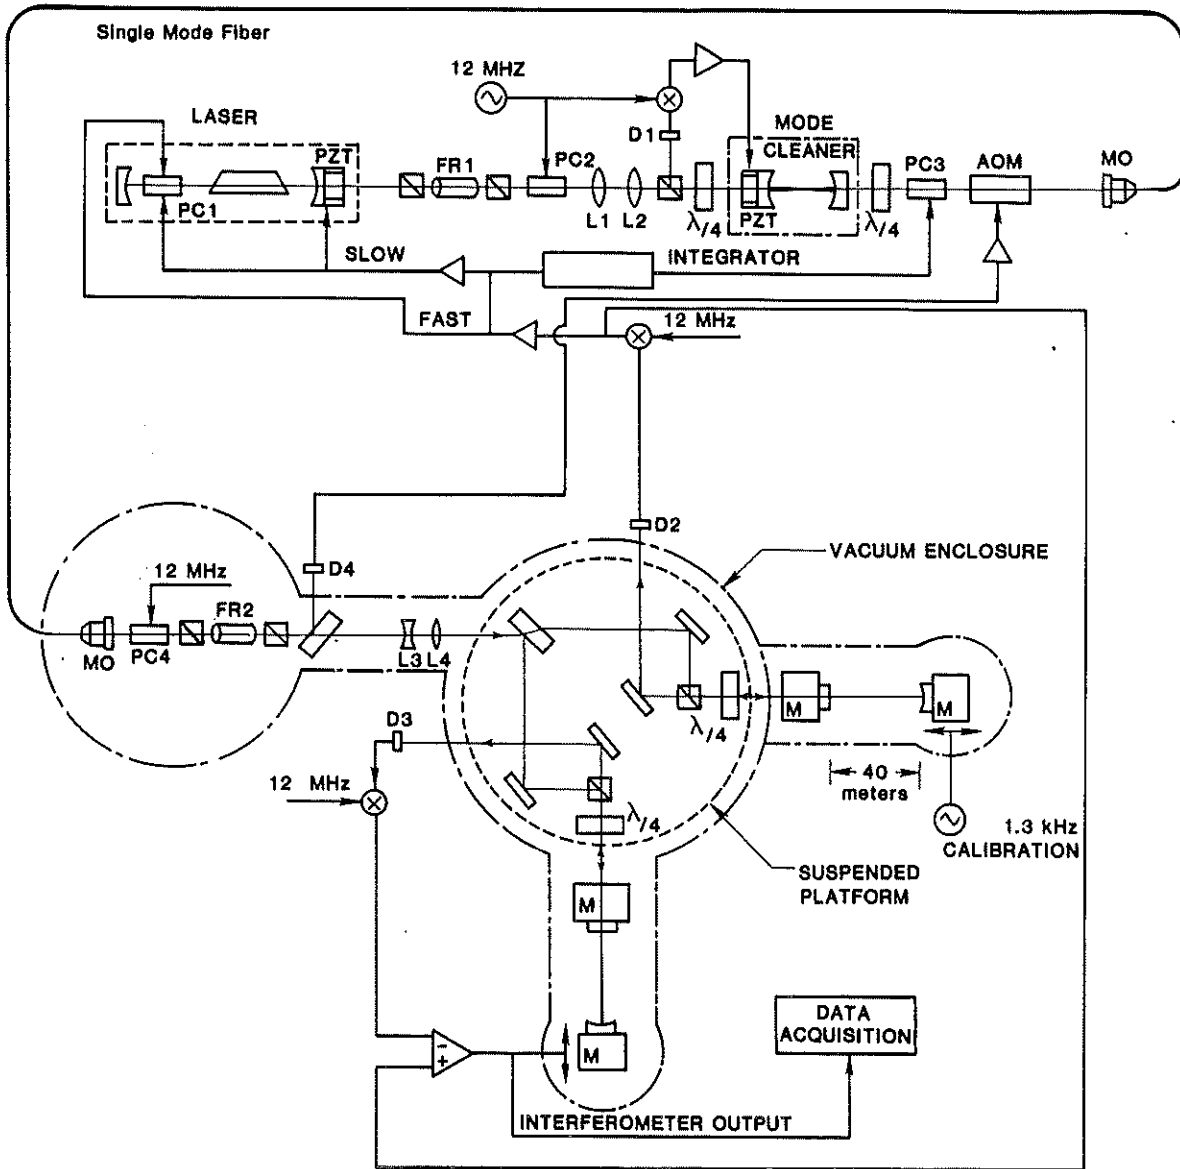 Single Mode Fiber
12 MHZ
LASER
D1
MODE
CLEANER
PZT
FR1
PC2
PC3
AOM
MO
PC1
L1
L2
λ/4
PZT
λ/4
SLOW
INTEGRATOR
FAST
12 MHz
D2
VACUUM ENCLOSURE
D4
12 MHz
FR2
MO
PC4
L3
L4
D3
λ/4
M
M
40
meters
12 MHz
λ/4
1.3 kHz
CALIBRATION
SUSPENDED
PLATFORM
M
DATA
ACQUISITION
M
-
+
INTERFEROMETER OUTPUT